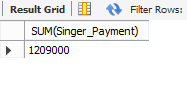 Result Grid Filter Rows:
SUM(Singer_Payment)
1209000